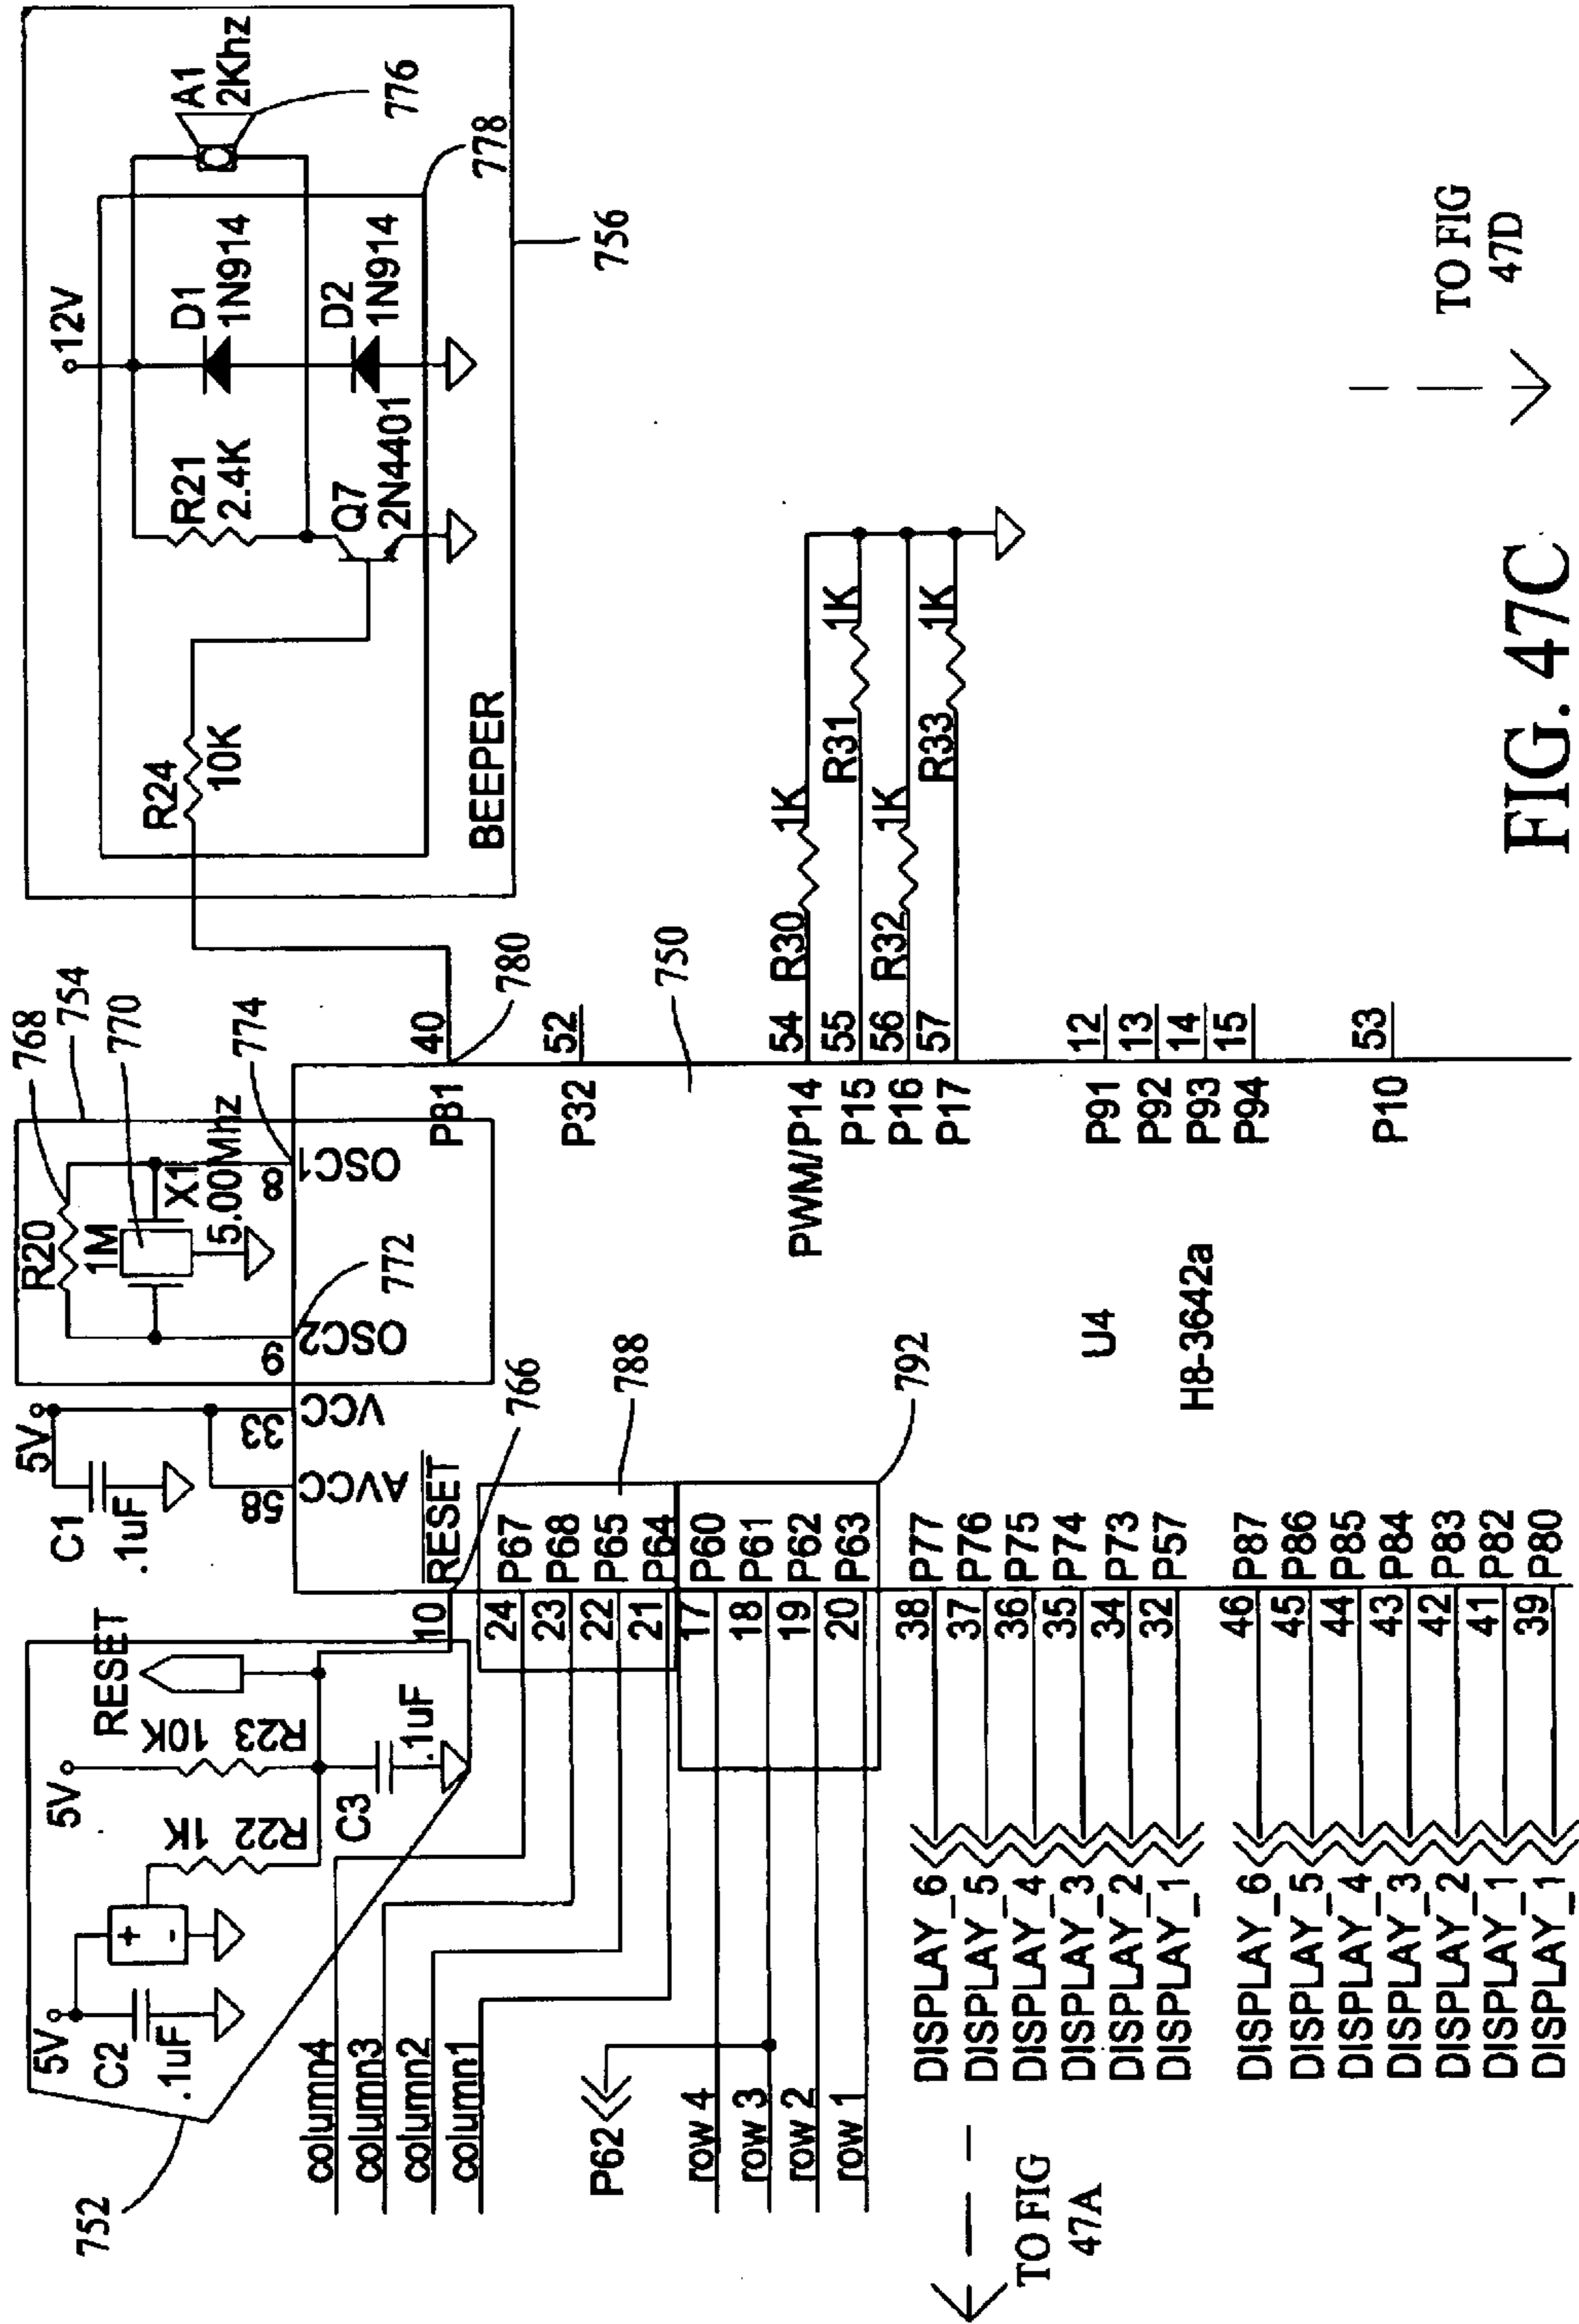 752
5V
C2
.1uF
5V
R22 1K
R23 10K
RESET
+
-
C3
.1uF
5V
C1
.1uF
58
33
AVCC
VCC
R20
1M
X1
5.00Mhz
768
754
770
774
9
8
OSC2
OSC1
772
12V
D1
1N914
D2
1N914
R21
2.4K
Q7
2N4401
A1
2Khz
776
778
756
R24
10K
BEEPER
column4
column3
column2
column1
P62
row 4
row 3
row 2
row 1
10 RESET
766
24 P67
23 P68
22 P65
21 P64
788
17 P60
18 P61
19 P62
20 P63
792
DISPLAY_6 38 P77
DISPLAY_5 37 P76
DISPLAY_4 36 P75
DISPLAY_3 35 P74
DISPLAY_2 34 P73
DISPLAY_1 32 P57
DISPLAY_6 46 P87
DISPLAY_5 45 P86
DISPLAY_4 44 P85
DISPLAY_3 43 P84
DISPLAY_2 42 P83
DISPLAY_1 41 P82
DISPLAY_1 39 P80
U4
H8-3642a
P81 40
780
P32 52
750
PWM/P14 54 R30 1K
P15 55 R31 1K
P16 56 R32 1K
P17 57 R33 1K
P91 12
P92 13
P93 14
P94 15
P10 53
TO FIG
47A
TO FIG
47D
FIG. 47C